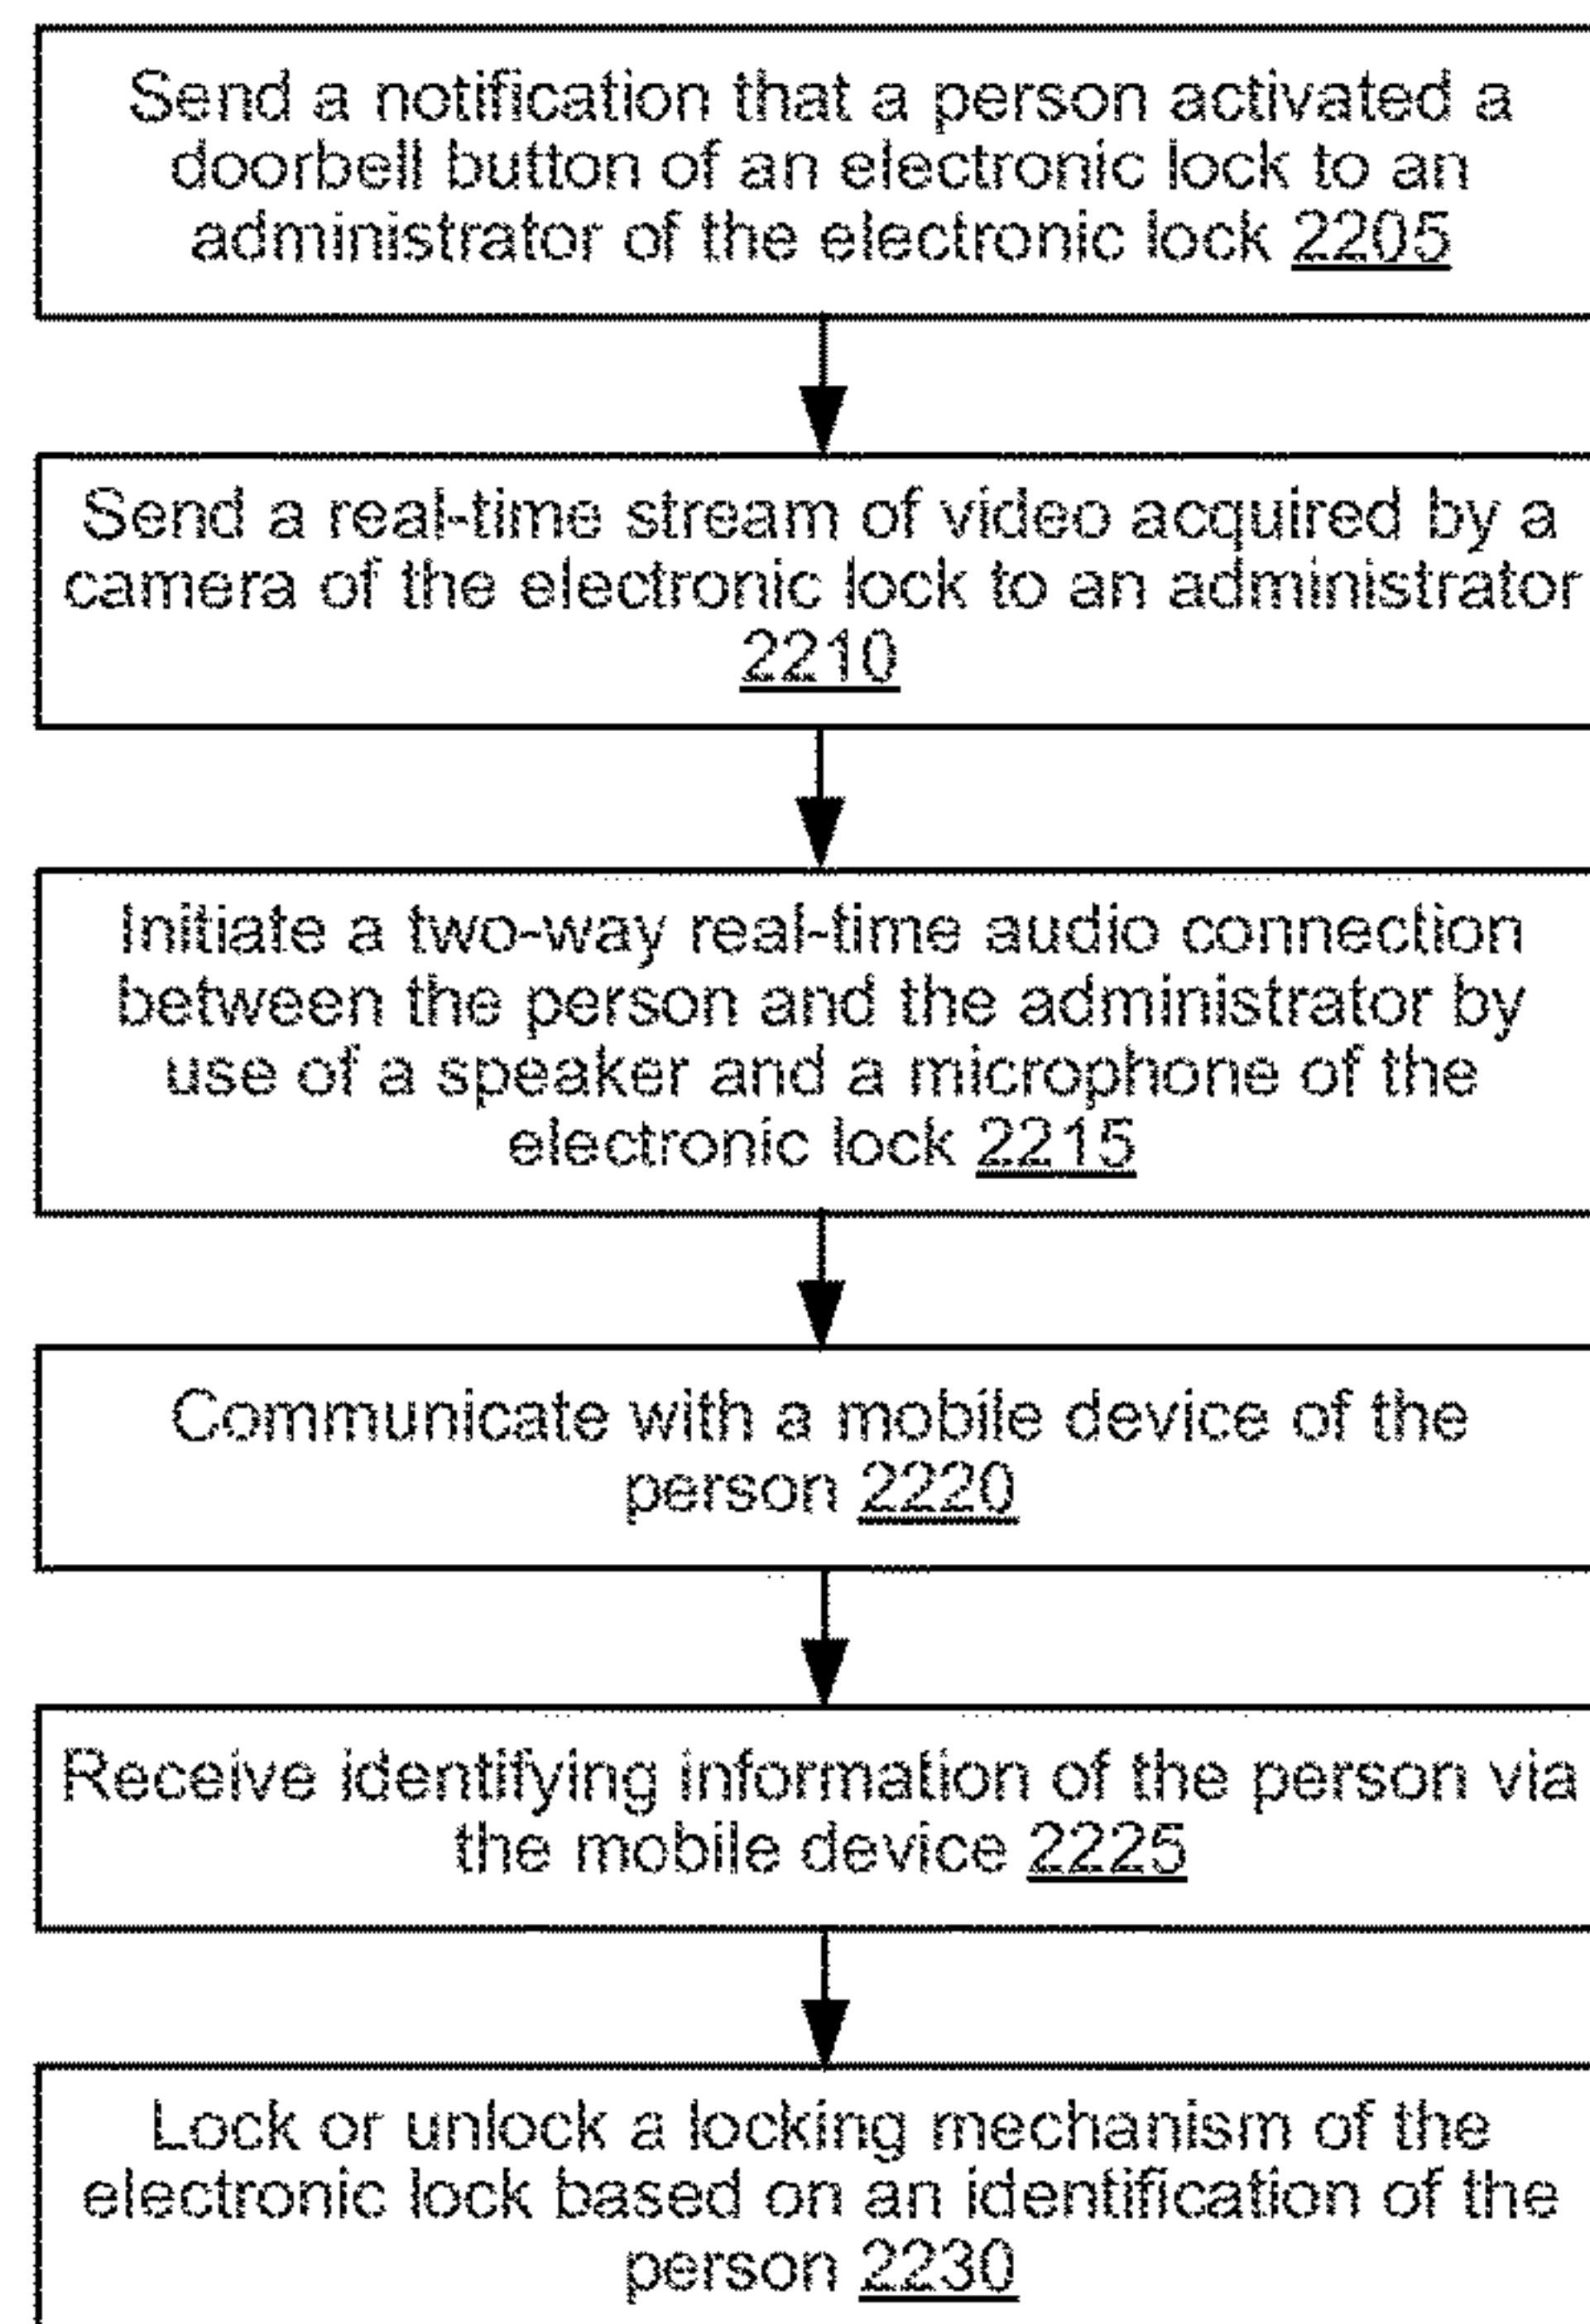 Send a notification that a person activated a
doorbell button of an electronic lock to an
administrator of the electronic lock 2205
Send a real-time stream of video acquired by a
camera of the electronic lock to an administrator
2210
Initiate a two-way real-time audio connection
between the person and the administrator by
use of a speaker and a microphone of the
electronic lock 2215
Communicate with a mobile device of the
person 2220
Receive identifying information of the person via
the mobile device 2225
Lock or unlock a locking mechanism of the
electronic lock based on an identification of the
person 2230